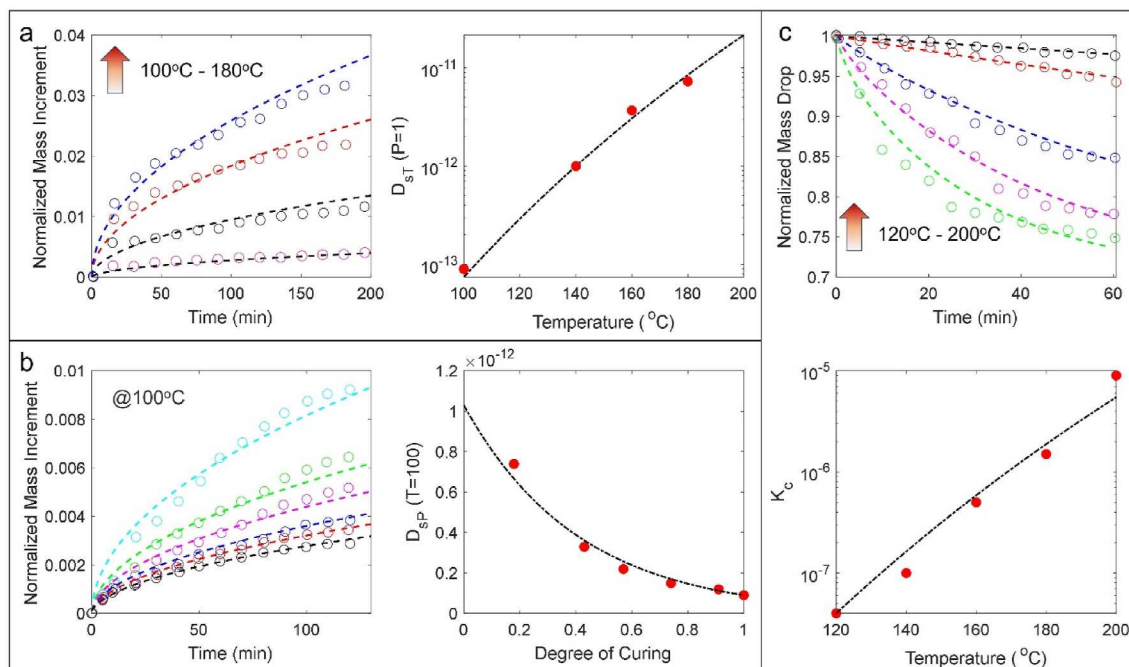 a
0.04
0.03
0.02
0.01
0
0 50 100 150 200
100°C - 180°C
Normalized Mass Increment
Time (min)
10⁻¹¹
10⁻¹²
10⁻¹³
100 120 140 160 180 200
D_sT (P=1)
Temperature (°C)
b
0.01
0.008
0.006
0.004
0.002
0
0 50 100
@100°C
Normalized Mass Increment
Time (min)
×10⁻¹²
1.2
1
0.8
0.6
0.4
0.2
0
0 0.2 0.4 0.6 0.8 1
D_sP (T=100)
Degree of Curing
c
1
0.95
0.9
0.85
0.8
0.75
0.7
0 20 40 60
120°C - 200°C
Normalized Mass Drop
Time (min)
10⁻⁵
10⁻⁶
10⁻⁷
120 140 160 180 200
K_c
Temperature (°C)